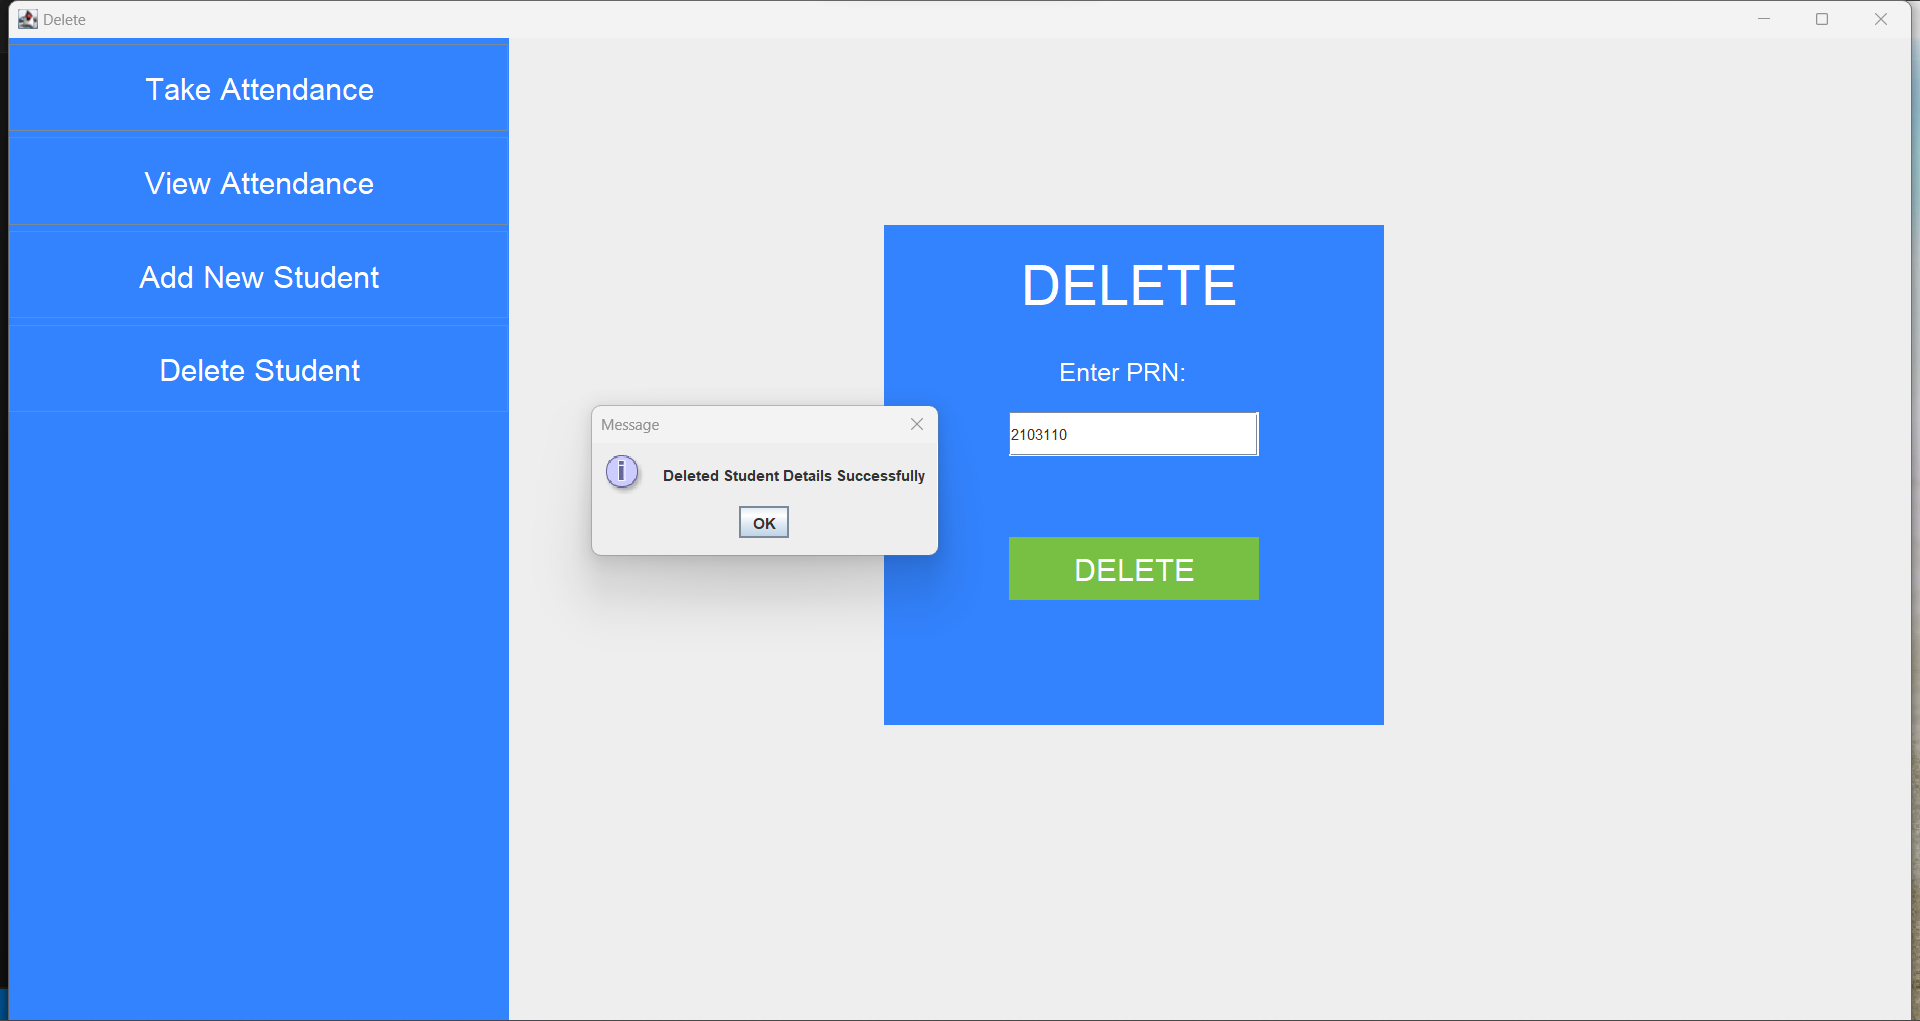 Delete
Take Attendance
View Attendance
Add New Student
Delete Student
DELETE
Enter PRN:
2103110
DELETE
Message
i
Deleted Student Details Successfully
OK